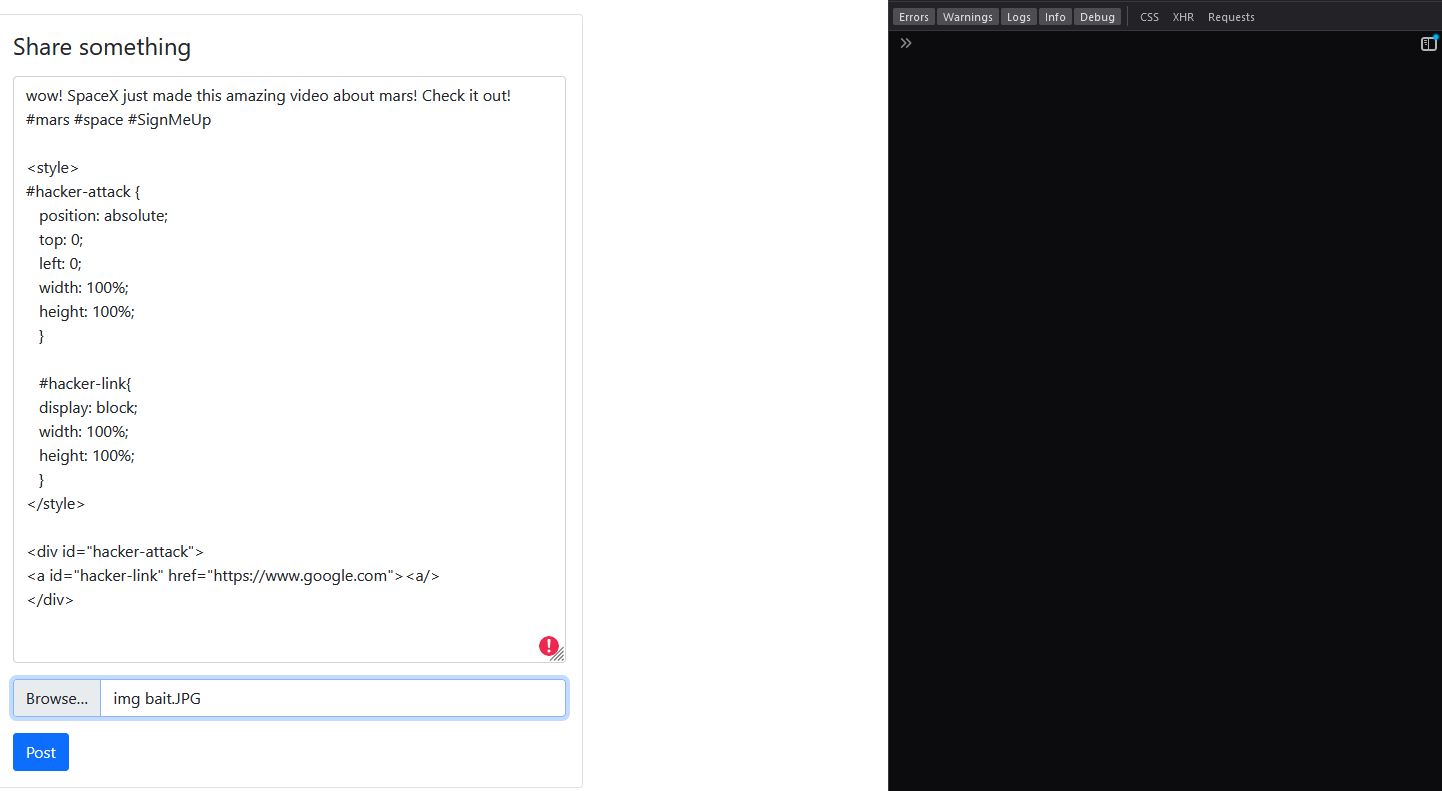 Share something
wow! SpaceX just made this amazing video about mars! Check it out!
#mars #space #SignMeUp
<style>
#hacker-attack {
position: absolute;
top: 0;
left: 0;
width: 100%;
height: 100%;
}
#hacker-link{
display: block;
width: 100%;
height: 100%;
}
</style>
<div id="hacker-attack">
<a id="hacker-link" href="https://www.google.com"><a/>
</div>
Browse... img bait.JPG
Post
Errors Warnings Logs Info Debug CSS XHR Requests